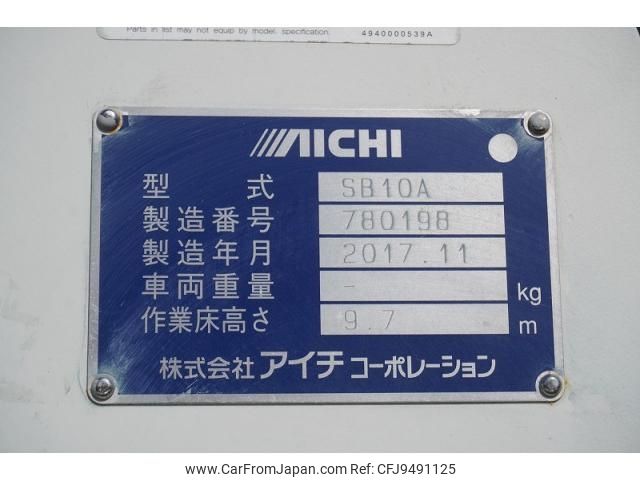 Parts in list may not equip by model, specification. 4940000539A
AICHI
型式 SB10A
製造番号 780198
製造年月 2017.11
車両重量 - kg
作業床高さ 9.7 m
株式会社アイチコーポレーション
© CarFromJapan
www.CarFromJapan.com
ID: CFJ9491125